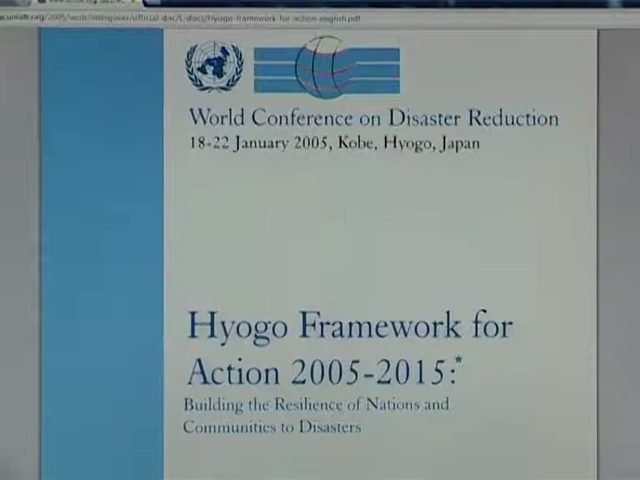 World Conference on Disaster Reduction
18-22 January 2005, Kobe, Hyogo, Japan
Hyogo Framework for
Action 2005-2015:*
Building the Resilience of Nations and
Communities to Disasters